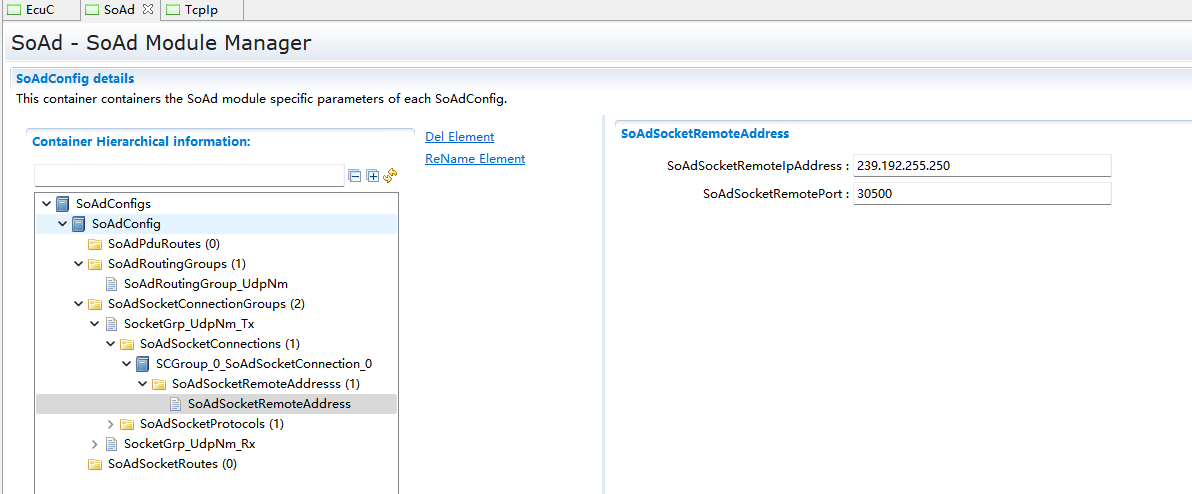 EcuC
SoAd
TcpIp
SoAd - SoAd Module Manager
SoAdConfig details
This container containers the SoAd module specific parameters of each SoAdConfig.
Container Hierarchical information:
Del Element
ReName Element
SoAdConfigs
SoAdConfig
SoAdPduRoutes (0)
SoAdRoutingGroups (1)
SoAdRoutingGroup_UdpNm
SoAdSocketConnectionGroups (2)
SocketGrp_UdpNm_Tx
SoAdSocketConnections (1)
SCGroup_0_SoAdSocketConnection_0
SoAdSocketRemoteAddresss (1)
SoAdSocketRemoteAddress
SoAdSocketProtocols (1)
SocketGrp_UdpNm_Rx
SoAdSocketRoutes (0)
SoAdSocketRemoteAddress
SoAdSocketRemoteIpAddress : 239.192.255.250
SoAdSocketRemotePort : 30500